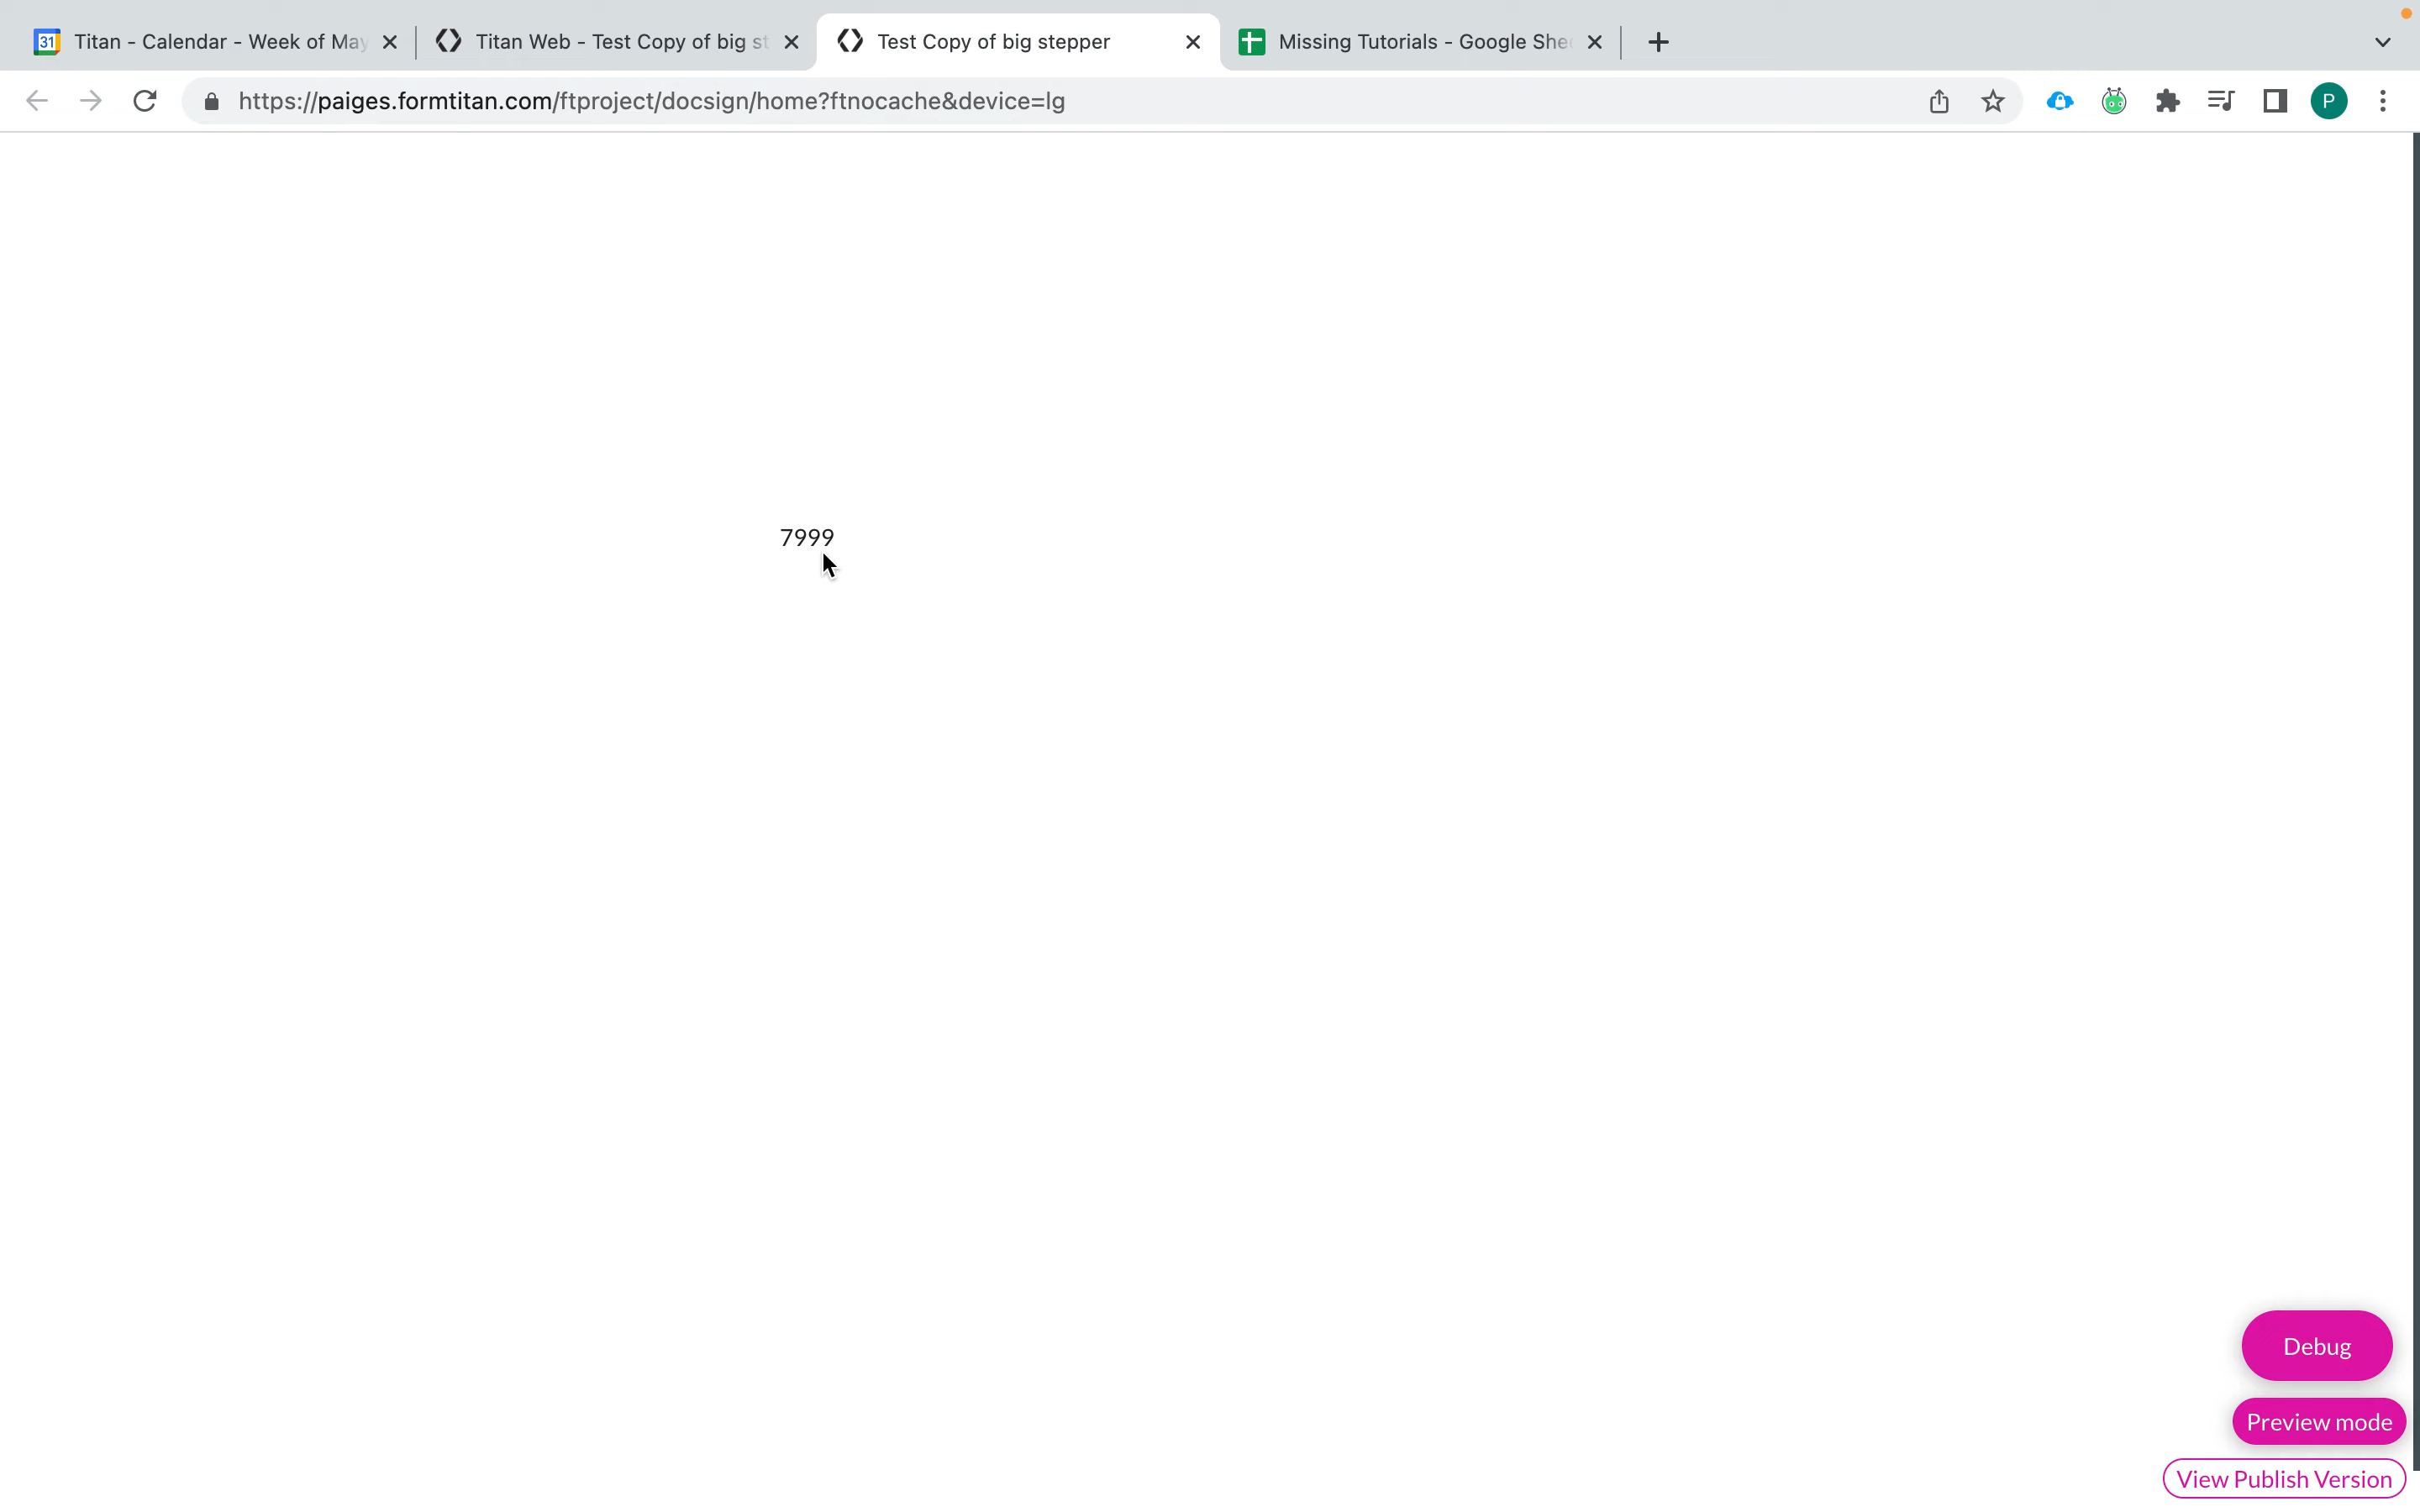 31 Titan - Calendar - Week of May
Titan Web - Test Copy of big st
Test Copy of big stepper
Missing Tutorials - Google She
https://paiges.formtitan.com/ftproject/docsign/home?ftnocache&device=lg
P
7999
Debug
Preview mode
View Publish Version